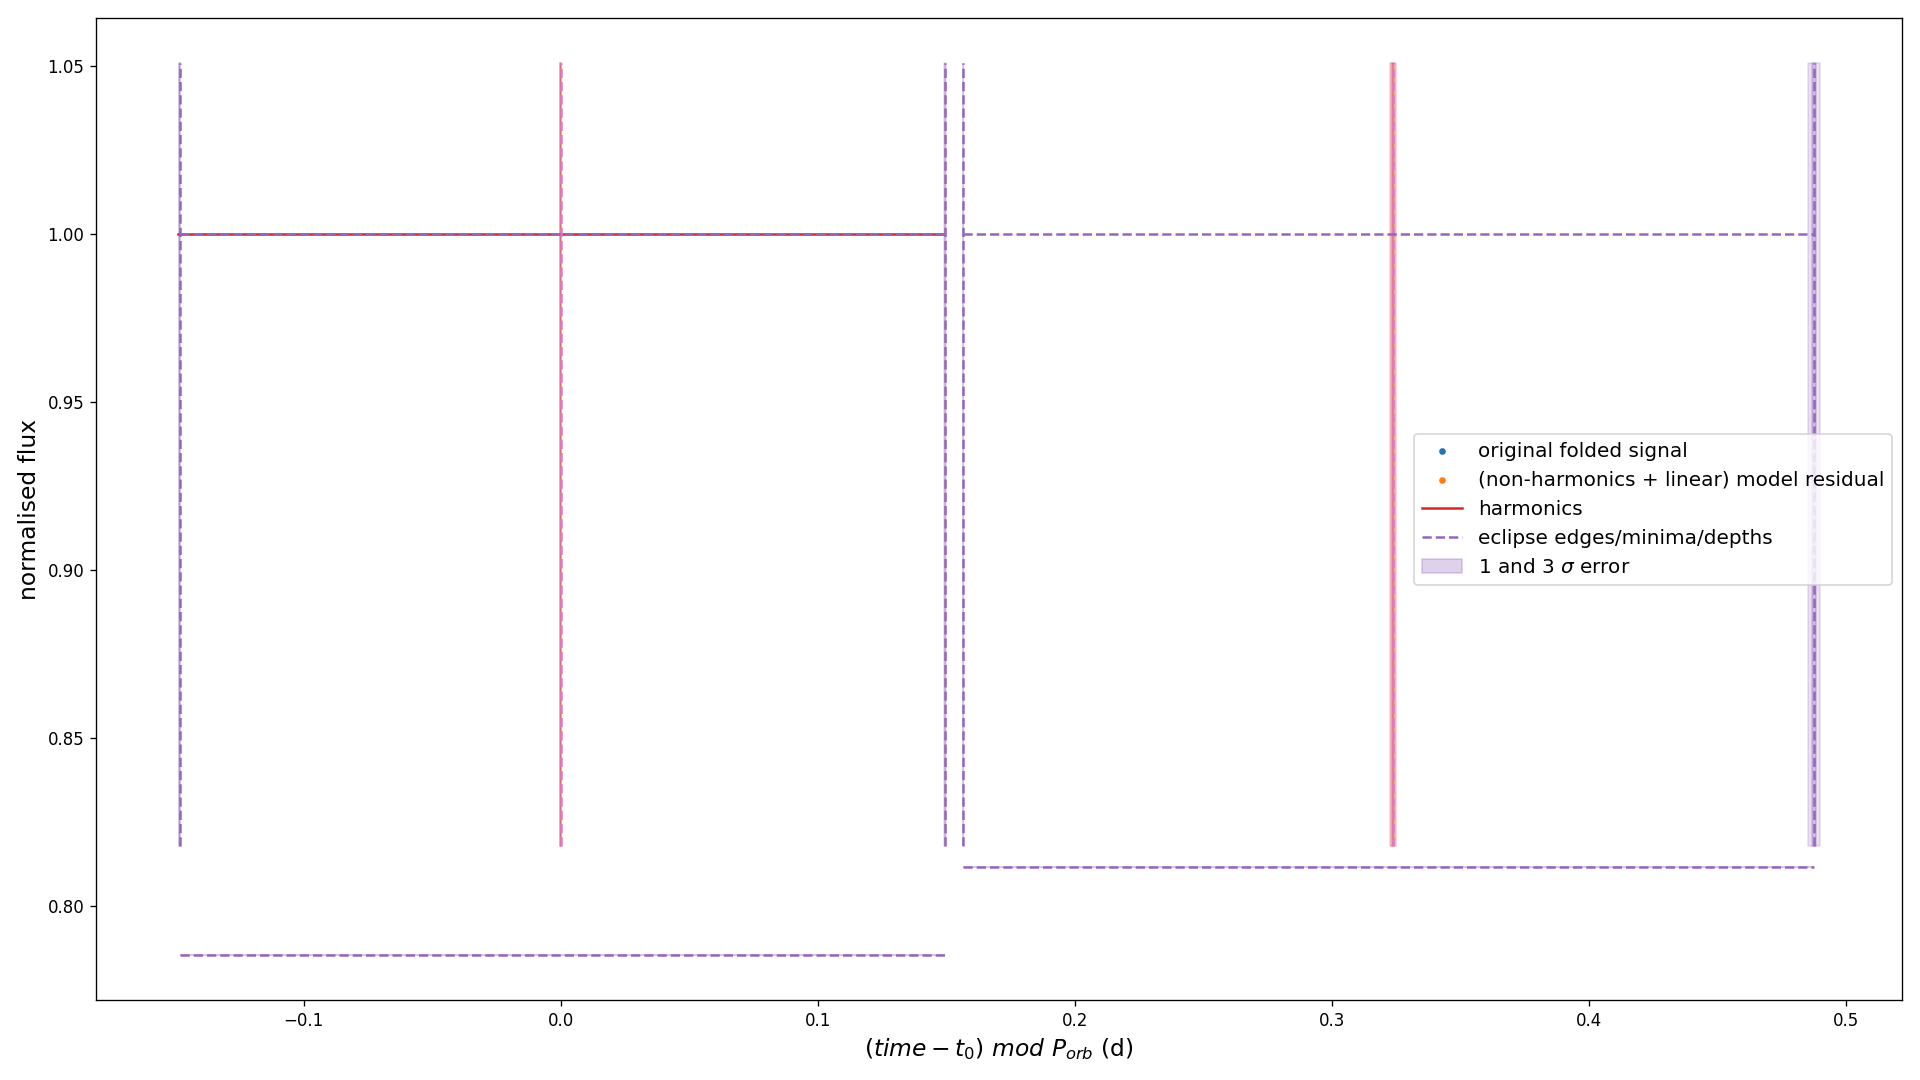 normalised flux
1.05
1.00
0.95
0.90
0.85
0.80
original folded signal
(non-harmonics + linear) model residual
harmonics
eclipse edges/minima/depths
1 and 3 σ error
−0.1
0.0
0.1
0.2
0.3
0.4
0.5
(time − t₀) mod Pₒᵣb (d)